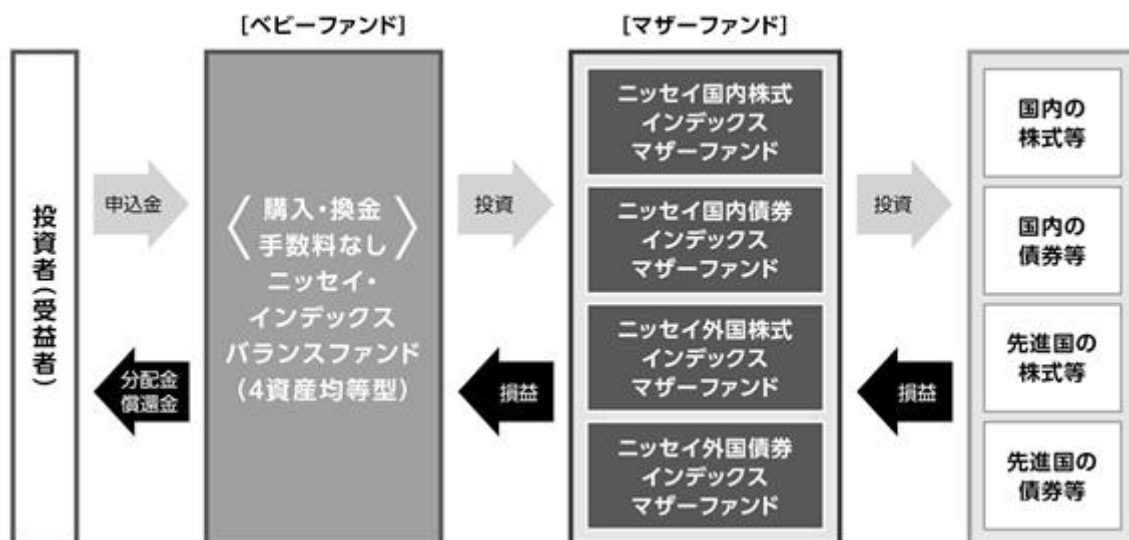 [ベビーファンド]
[マザーファンド]
投資者(受益者)
申込金
分配金
償還金
〈購入・換金
手数料なし〉
ニッセイ・
インデックス
バランスファンド
(4資産均等型)
投資
損益
ニッセイ国内株式
インデックス
マザーファンド
ニッセイ国内債券
インデックス
マザーファンド
ニッセイ外国株式
インデックス
マザーファンド
ニッセイ外国債券
インデックス
マザーファンド
投資
損益
国内の
株式等
国内の
債券等
先進国の
株式等
先進国の
債券等